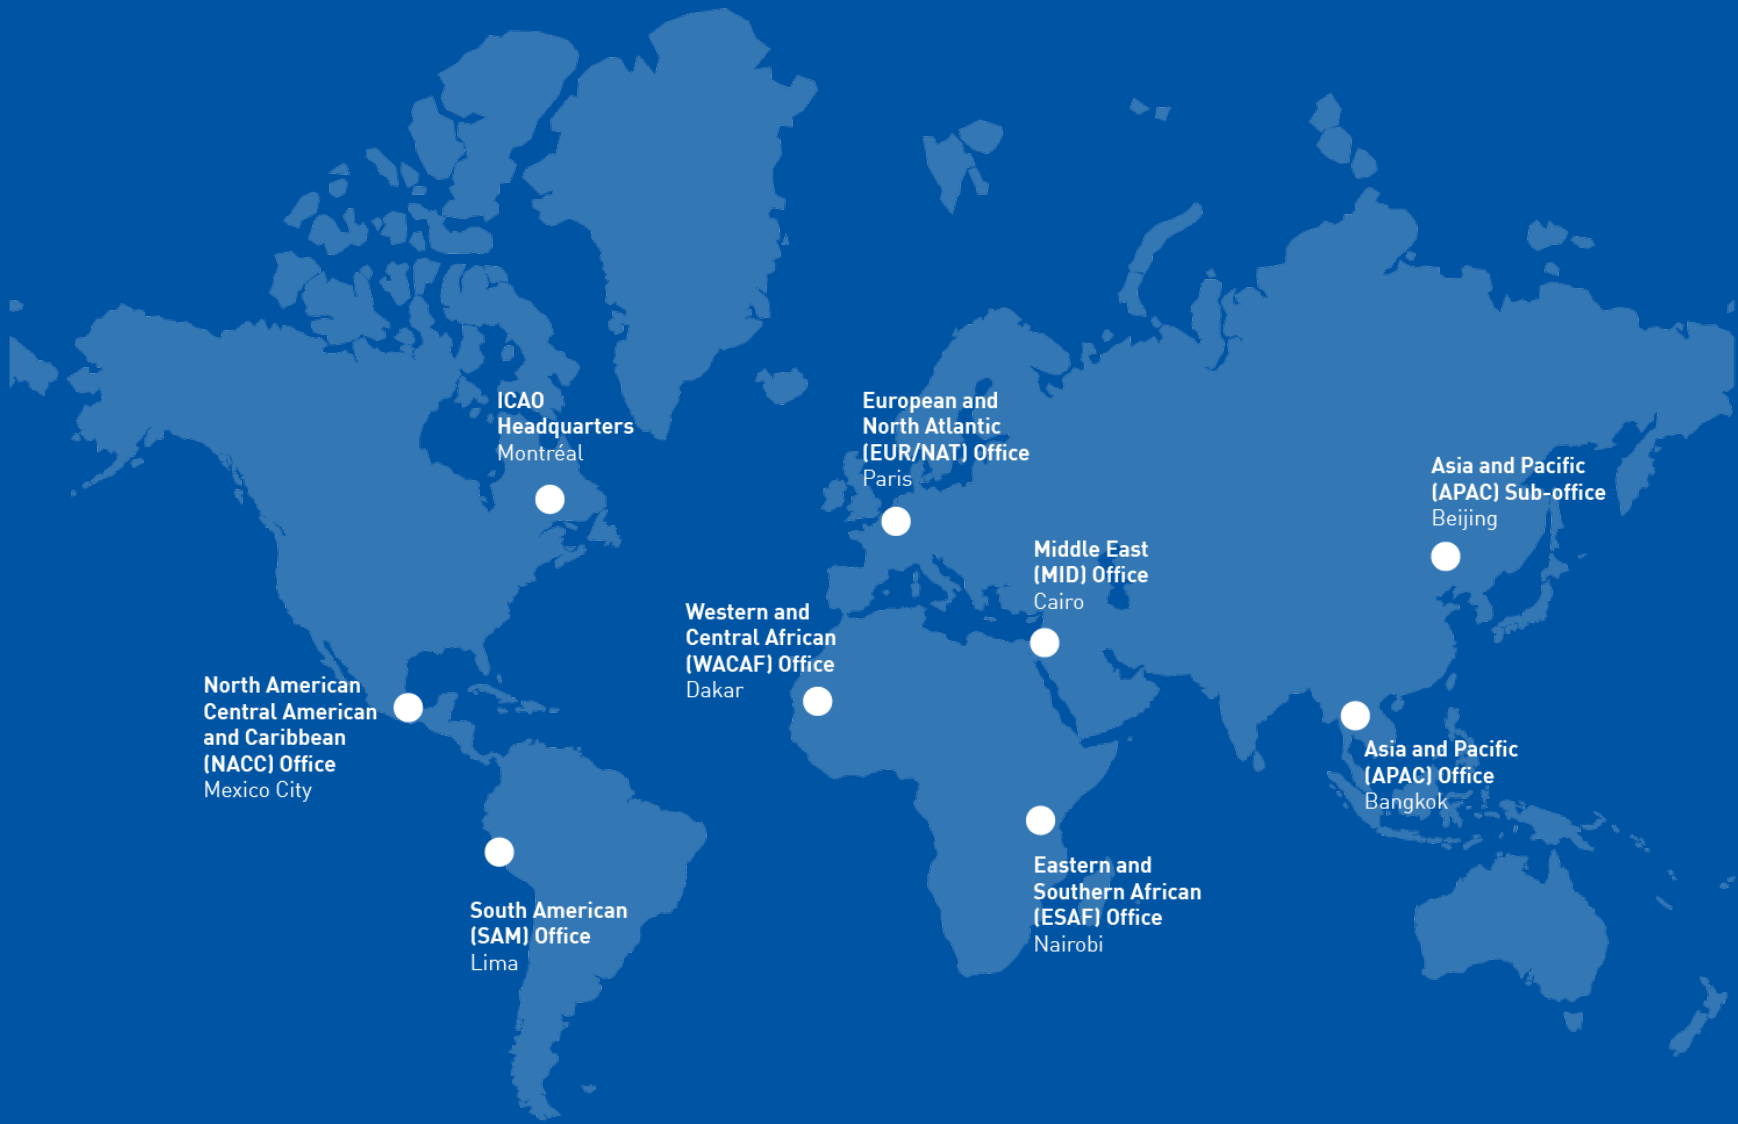 ICAO
Headquarters
Montréal
European and
North Atlantic
(EUR/NAT) Office
Paris
Asia and Pacific
(APAC) Sub-office
Beijing
Middle East
(MID) Office
Cairo
Western and
Central African
(WACAF) Office
Dakar
North American
Central American
and Caribbean
(NACC) Office
Mexico City
Asia and Pacific
(APAC) Office
Bangkok
Eastern and
Southern African
(ESAF) Office
Nairobi
South American
(SAM) Office
Lima